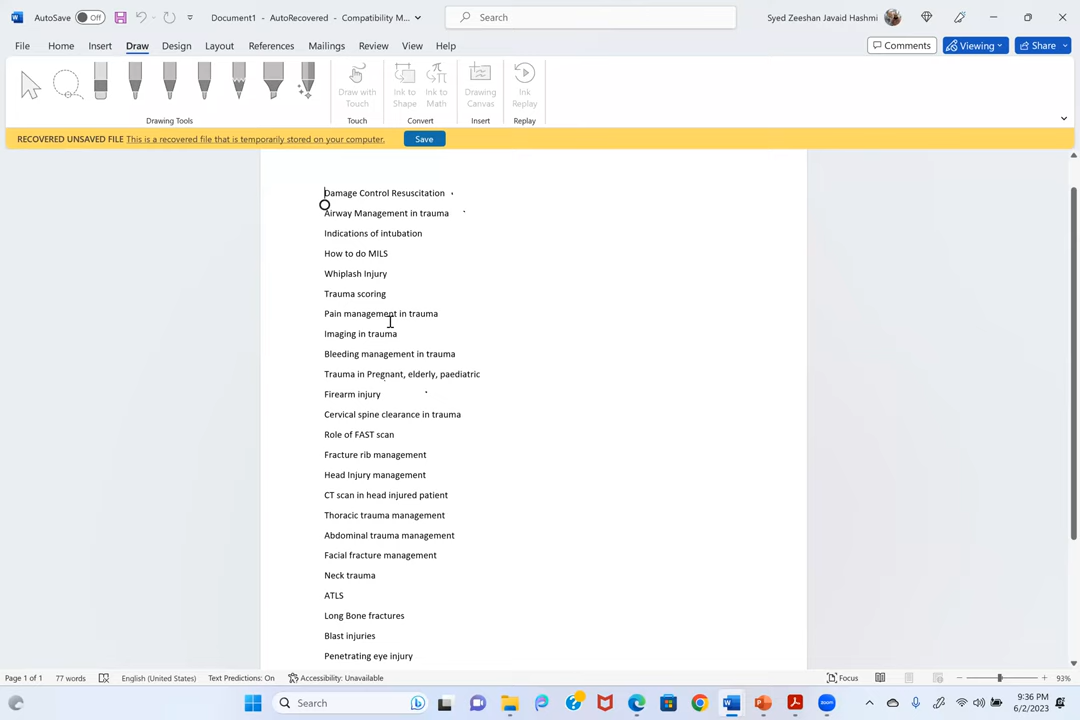 AutoSave Off Document1 - AutoRecovered - Compatibility M... Search Syed Zeeshan Javaid Hashmi
File Home Insert Draw Design Layout References Mailings Review View Help Comments Viewing Share
Draw with Touch
Ink to Shape
Ink to Math
Drawing Canvas
Ink Replay
Drawing Tools Touch Convert Insert Replay
RECOVERED UNSAVED FILE This is a recovered file that is temporarily stored on your computer. Save
Damage Control Resuscitation
Airway Management in trauma
Indications of intubation
How to do MILS
Whiplash Injury
Trauma scoring
Pain management in trauma
Imaging in trauma
Bleeding management in trauma
Trauma in Pregnant, elderly, paediatric
Firearm injury
Cervical spine clearance in trauma
Role of FAST scan
Fracture rib management
Head Injury management
CT scan in head injured patient
Thoracic trauma management
Abdominal trauma management
Facial fracture management
Neck trauma
ATLS
Long Bone fractures
Blast injuries
Penetrating eye injury
Page 1 of 1 77 words English (United States) Text Predictions: On Accessibility: Unavailable Focus 93%
Search 9:36 PM
6/2/2023